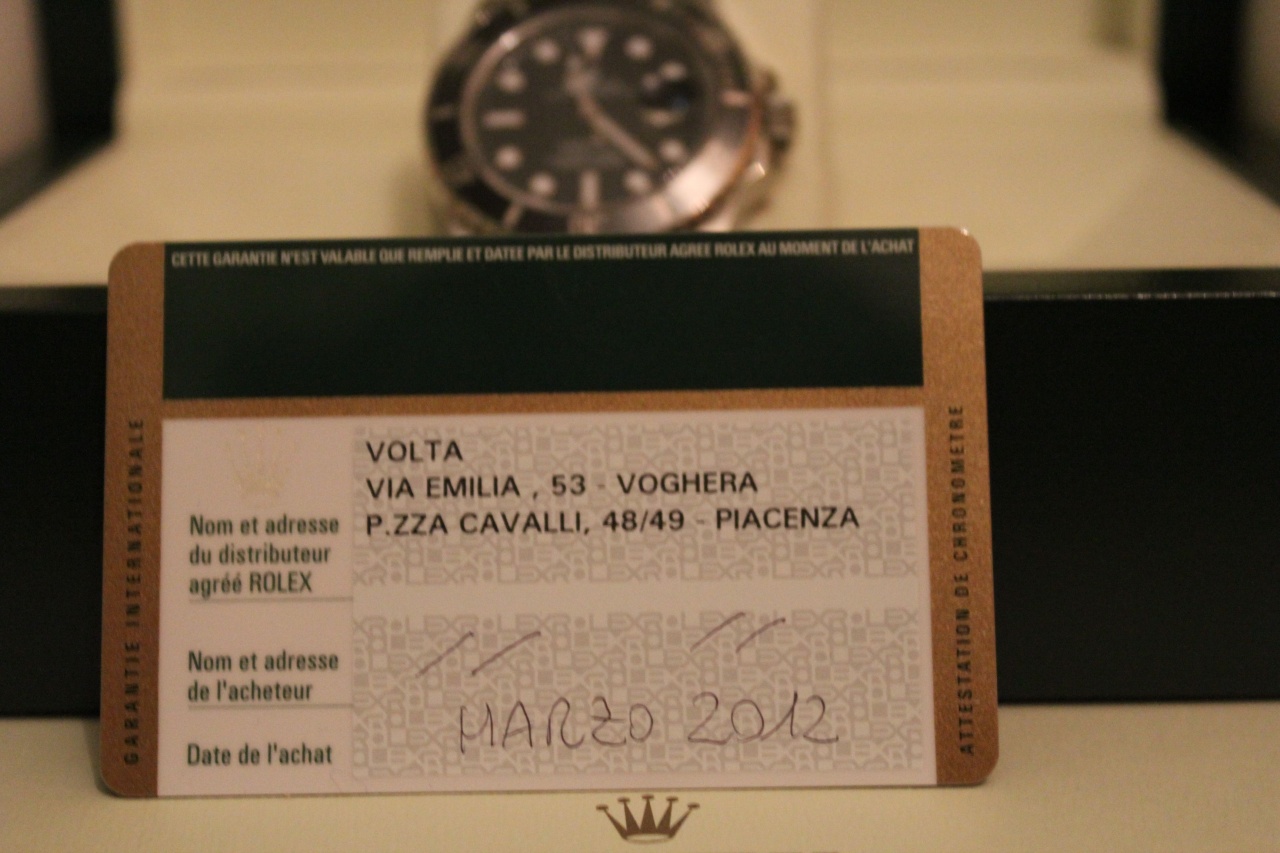 CETTE GARANTIE N'EST VALABLE QUE REMPLIE ET DATEE PAR LE DISTRIBUTEUR AGREE ROLEX AU MOMENT DE L'ACHAT
GARANTIE INTERNATIONALE
VOLTA
VIA EMILIA , 53 - VOGHERA
P.ZZA CAVALLI, 48/49 - PIACENZA
Nom et adresse
du distributeur
agréé ROLEX
Nom et adresse
de l'acheteur
MARZO 2012
Date de l'achat
ATTESTATION DE CHRONOMETRE